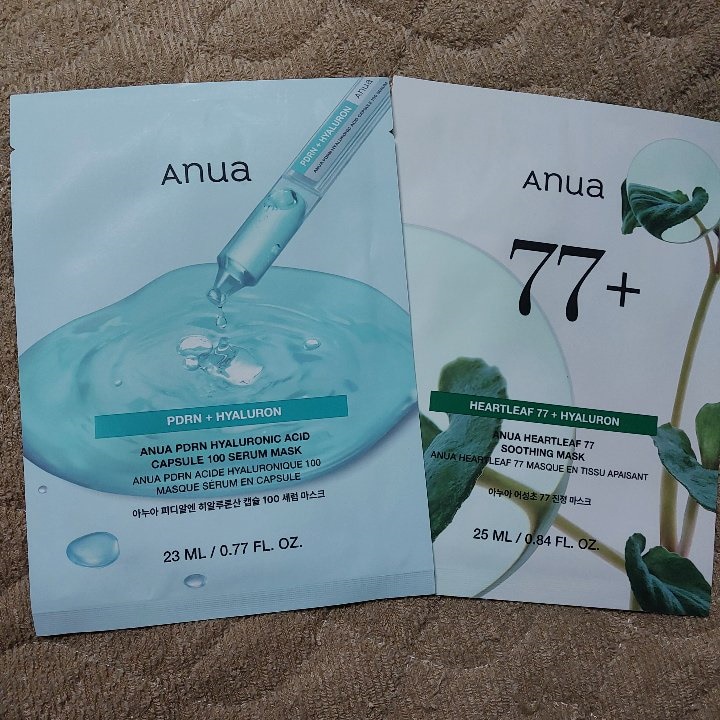 Anua
PDRN + HYALURON
Anua
PDRN + HYALURON
ANUA PDRN HYALURONIC ACID
CAPSULE 100 SERUM MASK
ANUA PDRN ACIDE HYALURONIQUE 100
MASQUE SÉRUM EN CAPSULE
아누아 피디알엔 히알루론산 캡슐 100 세럼 마스크
23 ML / 0.77 FL. OZ.
Anua
77+
HEARTLEAF 77 + HYALURON
ANUA HEARTLEAF 77
SOOTHING MASK
ANUA HEARTLEAF 77 MASQUE EN TISSU APAISANT
아누아 어성초 77 진정 마스크
25 ML / 0.84 FL. OZ.